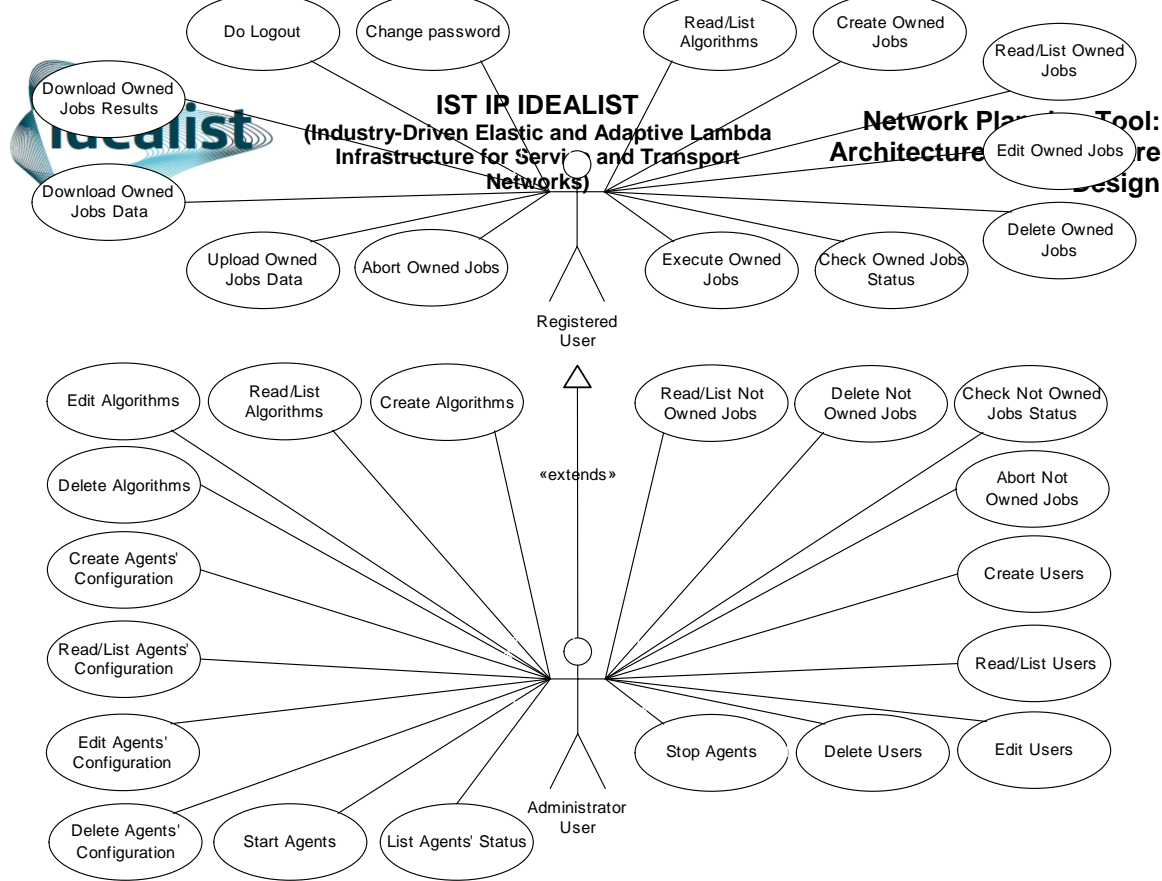 Do Logout
Change password
Read/List
Algorithms
Create Owned
Jobs
Read/List Owned
Jobs
Download Owned
Jobs Results
idealist
IST IP IDEALIST
(Industry-Driven Elastic and Adaptive Lambda
Infrastructure for Service and Transport
Networks)
Network Planning Tool:
Architecture
re
Design
Edit Owned Jobs
Download Owned
Jobs Data
Delete Owned
Jobs
Upload Owned
Jobs Data
Abort Owned Jobs
Execute Owned
Jobs
Check Owned Jobs
Status
Registered
User
Edit Algorithms
Read/List
Algorithms
Create Algorithms
Read/List Not
Owned Jobs
Delete Not
Owned Jobs
Check Not Owned
Jobs Status
«extends»
Delete Algorithms
Abort Not
Owned Jobs
Create Agents'
Configuration
Create Users
Read/List Agents'
Configuration
Read/List Users
Edit Agents'
Configuration
Stop Agents
Delete Users
Edit Users
Administrator
User
Delete Agents'
Configuration
Start Agents
List Agents' Status